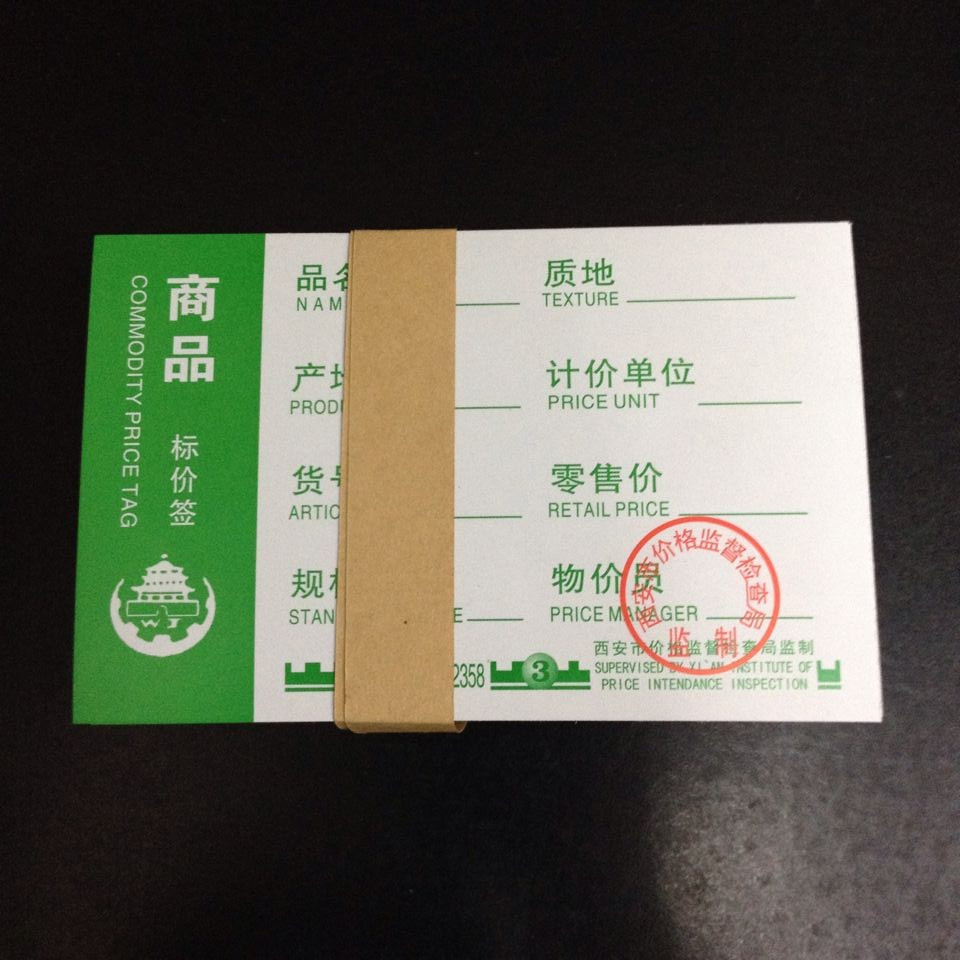 商品 标价签
COMMODITY PRICE TAG
WJ
品名
NAM
质地
TEXTURE
产地
PRODU
计价单位
PRICE UNIT
货号
ARTIC
零售价
RETAIL PRICE
规格
STAN E
物价员
PRICE MANAGER
西安市价格监督检查局
监制
2358
3
西安市价格监督检查局监制
SUPERVISED BY XI'AN INSTITUTE OF
PRICE INTENDANCE INSPECTION